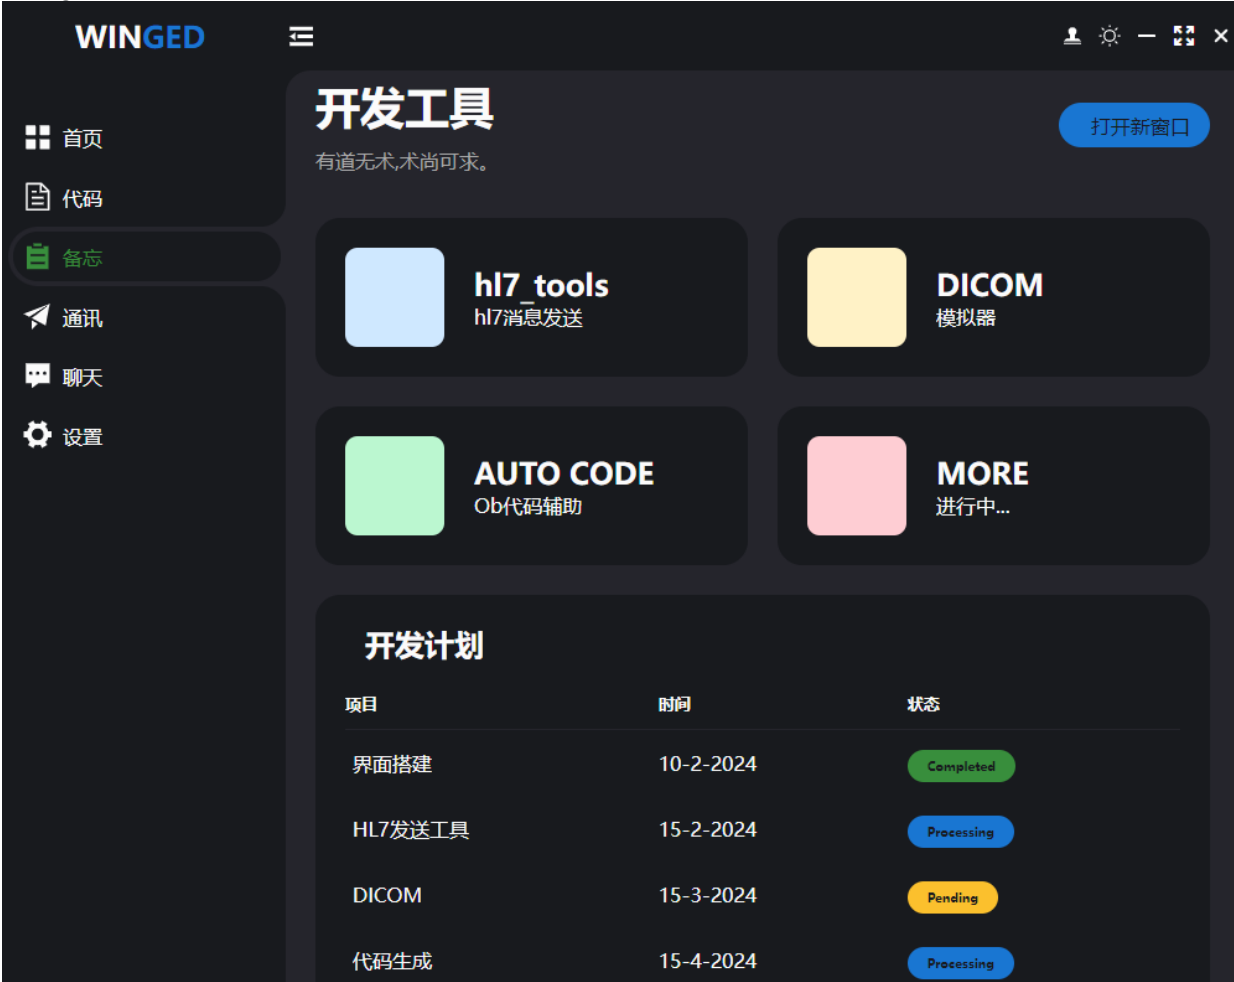 WINGED
首页
代码
备忘
通讯
聊天
设置
开发工具
打开新窗口
有道无术,术尚可求。
hl7_tools
hl7消息发送
DICOM
模拟器
AUTO CODE
Ob代码辅助
MORE
进行中...
开发计划
项目 时间 状态
界面搭建 10-2-2024 Completed
HL7发送工具 15-2-2024 Processing
DICOM 15-3-2024 Pending
代码生成 15-4-2024 Processing